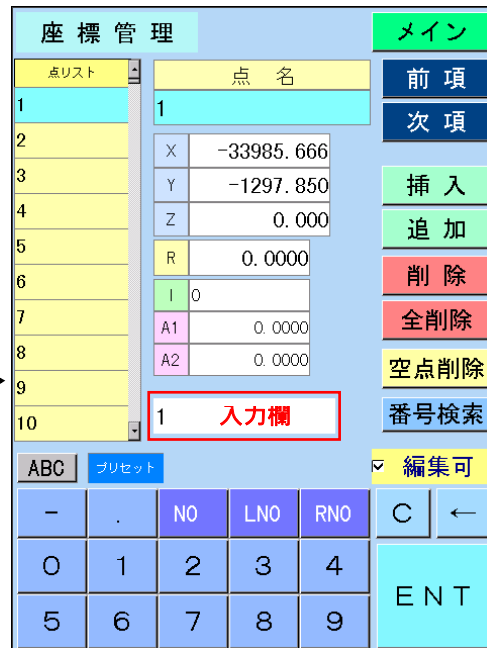 座標管理
メイン
点リスト
1
2
3
4
5
6
7
8
9
10
点 名
1
X -33985.666
Y -1297.850
Z 0.000
R 0.0000
I 0
A1 0.0000
A2 0.0000
1 入力欄
前 項
次 項
挿 入
追 加
削 除
全削除
空点削除
番号検索
ABC プリセット 編集可
- . NO LNO RNO C ←
0 1 2 3 4
ENT
5 6 7 8 9